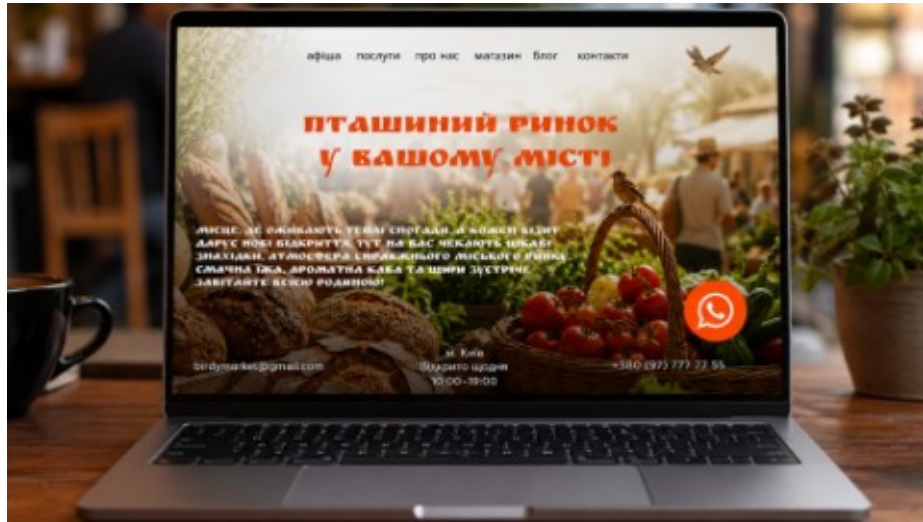 афіша послуги про нас магазин блог контакти
ПТАШИНИЙ РИНОК
У ВАШОМУ МІСТІ
МІСЦЕ, ДЕ ОЖИВАЮТЬ ТЕПЛІ СПОГАДИ, А КОЖЕН ВІЗИТ
ДАРУЄ НОВІ ВІДКРИТТЯ. ТУТ НА ВАС ЧЕКАЮТЬ ЦІКАВІ
ЗНАХІДКИ, АТМОСФЕРА СПРАВЖНЬОГО МІСЬКОГО РИНКУ,
СМАЧНА ЇЖА, АРОМАТНА КАВА ТА ЩИРІ ЗУСТРІЧІ.
ЗАВІТАЙТЕ ВСІЄЮ РОДИНОЮ!
birdymarket@gmail.com
м. Київ
Відкрито щодня
10:00–19:00
+380 (97) 777 77 55